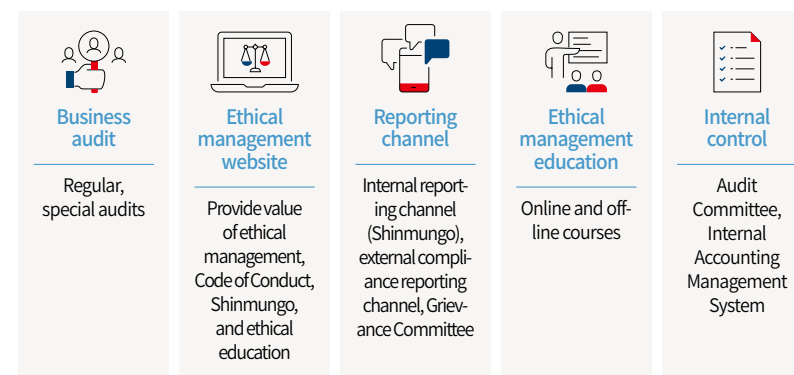 Business
audit
Regular,
special audits
Ethical
management
website
Provide value
of ethical
management,
Code of Conduct,
Shinmungo,
and ethical
education
Reporting
channel
Internal report-
ing channel
(Shinmungo),
external compli-
ance reporting
channel, Griev-
ance Committee
Ethical
management
education
Online and off-
line courses
Internal
control
Audit
Committee,
Internal
Accounting
Management
System